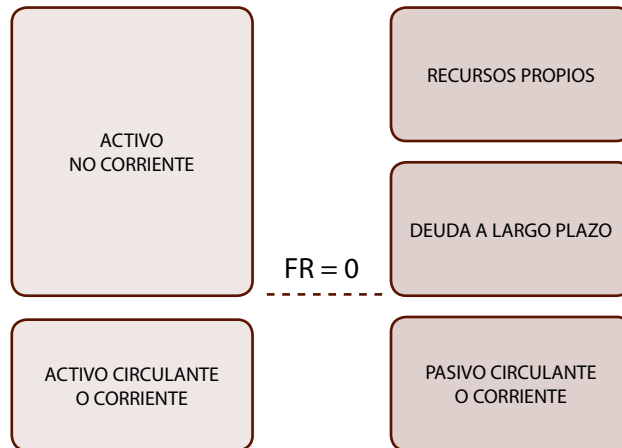 ACTIVO
NO CORRIENTE
RECURSOS PROPIOS
DEUDA A LARGO PLAZO
FR = 0
ACTIVO CIRCULANTE
O CORRIENTE
PASIVO CIRCULANTE
O CORRIENTE